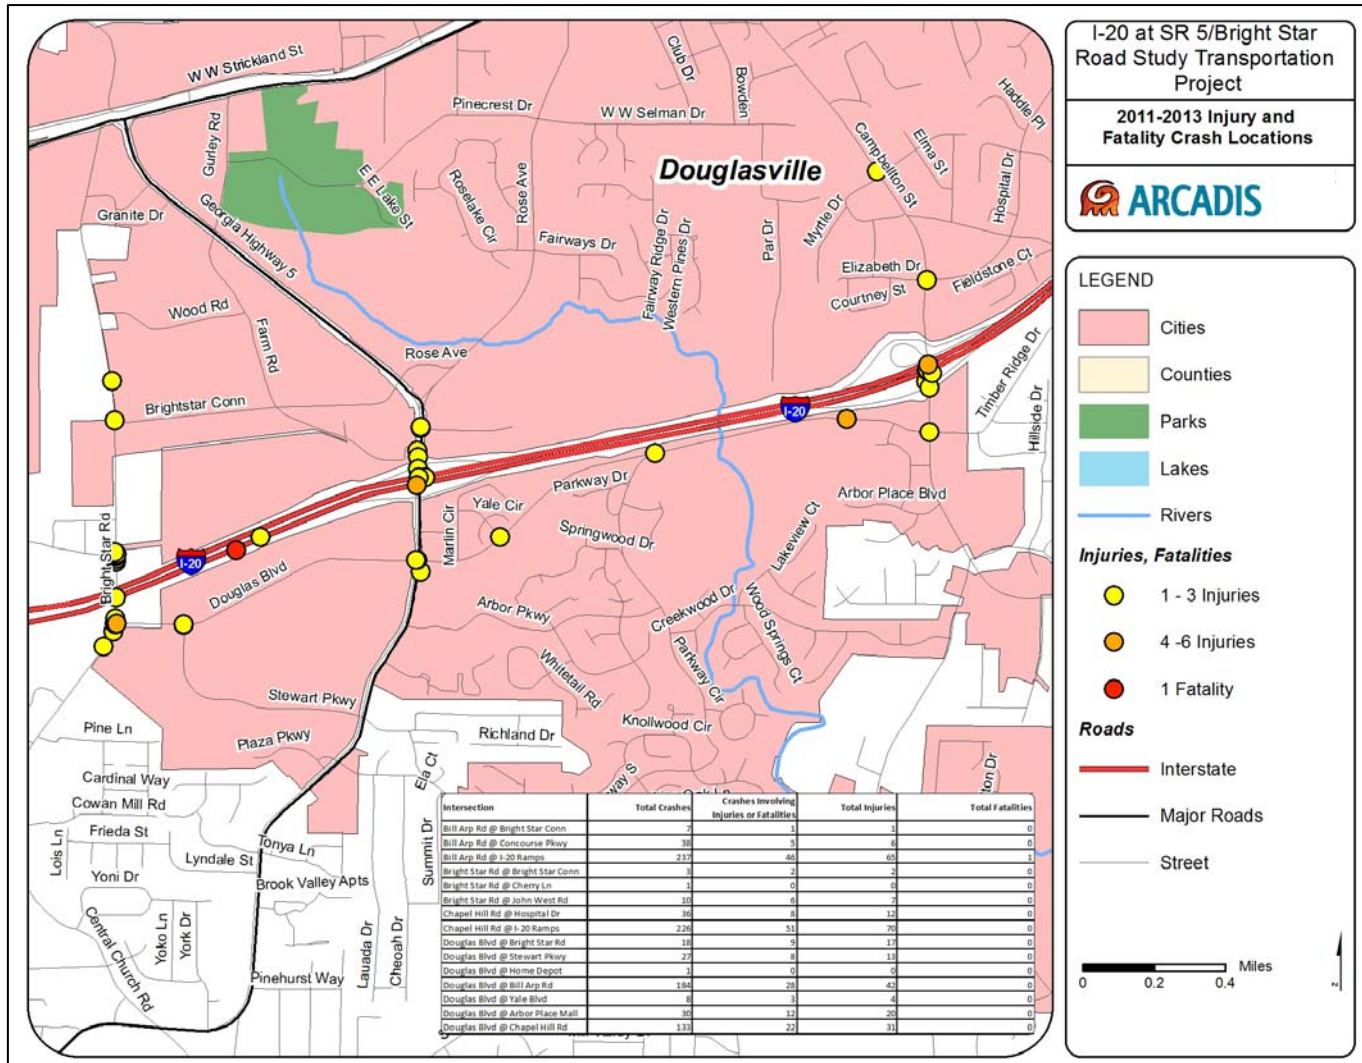 I-20 at SR 5/Bright Star
Road Study Transportation
Project
2011-2013 Injury and
Fatality Crash Locations
ARCADIS
LEGEND
Cities
Counties
Parks
Lakes
Rivers
Injuries, Fatalities
1 - 3 Injuries
4 -6 Injuries
1 Fatality
Roads
Interstate
Major Roads
Street
0 0.2 0.4 Miles
z
W W Strickland St
Club Dr
Bowden
Haddle Pl
Pinecrest Dr
W W Selman Dr
Gurley Rd
Campbellton St
Elma St
Douglasville
E E Lake St
Roselake Cir
Rose Ave
Hospital Dr
Granite Dr
Georgia Highway 5
Myrtle Dr
Par Dr
Fairways Dr
Fairway Ridge Dr
Western Pines Dr
Elizabeth Dr
Fieldstone Ct
Courtney St
Wood Rd
Farm Rd
Rose Ave
Timber Ridge Dr
Hillside Dr
Brightstar Conn
I-20
Parkway Dr
Arbor Place Blvd
Yale Cir
Marlin Cir
Springwood Dr
Lakeview Ct
Bright Star Rd
I-20
Douglas Blvd
Arbor Pkwy
Creekwood Dr
Wood Springs Ct
Parkway Cir
Whitetail Rd
Stewart Pkwy
Knollwood Cir
Pine Ln
Plaza Pkwy
Richland Dr
Ela Ct
Cardinal Way
Cowan Mill Rd
Frieda St
Lois Ln
Tonya Ln
Lyndale St
Summit Dr
Yoni Dr
Brook Valley Apts
Central Church Rd
Yoko Ln
York Dr
Lauada Dr
Cheoah Dr
Pinehurst Way
way S
ton Dr
Intersection Total Crashes Crashes Involving Injuries or Fatalities Total Injuries Total Fatalities
Bill Arp Rd @ Bright Star Conn 7 1 1 0
Bill Arp Rd @ Concourse Pkwy 38 5 6 0
Bill Arp Rd @ I-20 Ramps 237 46 65 1
Bright Star Rd @ Bright Star Conn 3 2 2 0
Bright Star Rd @ Cherry Ln 1 0 0 0
Bright Star Rd @ John West Rd 10 6 7 0
Chapel Hill Rd @ Hospital Dr 36 8 12 0
Chapel Hill Rd @ I-20 Ramps 226 51 70 0
Douglas Blvd @ Bright Star Rd 18 9 17 0
Douglas Blvd @ Stewart Pkwy 27 8 13 0
Douglas Blvd @ Home Depot 1 0 0 0
Douglas Blvd @ Bill Arp Rd 184 28 42 0
Douglas Blvd @ Yale Blvd 8 3 4 0
Douglas Blvd @ Arbor Place Mall 30 12 20 0
Douglas Blvd @ Chapel Hill Rd 133 22 31 0